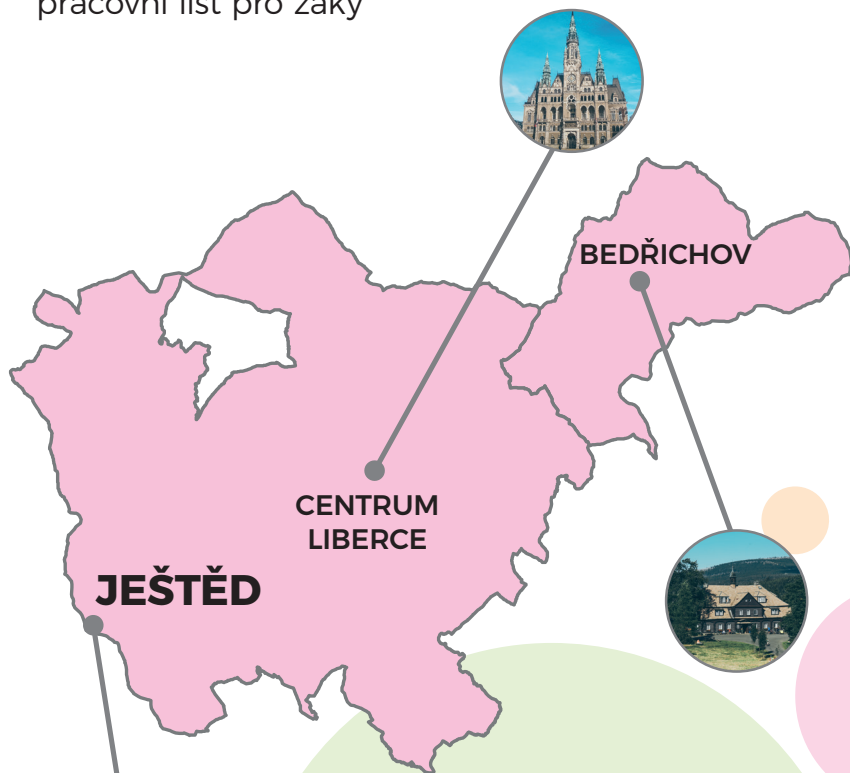 pracovní list pro žáky
BEDŘICHOV
CENTRUM
LIBERCE
JEŠTĚD